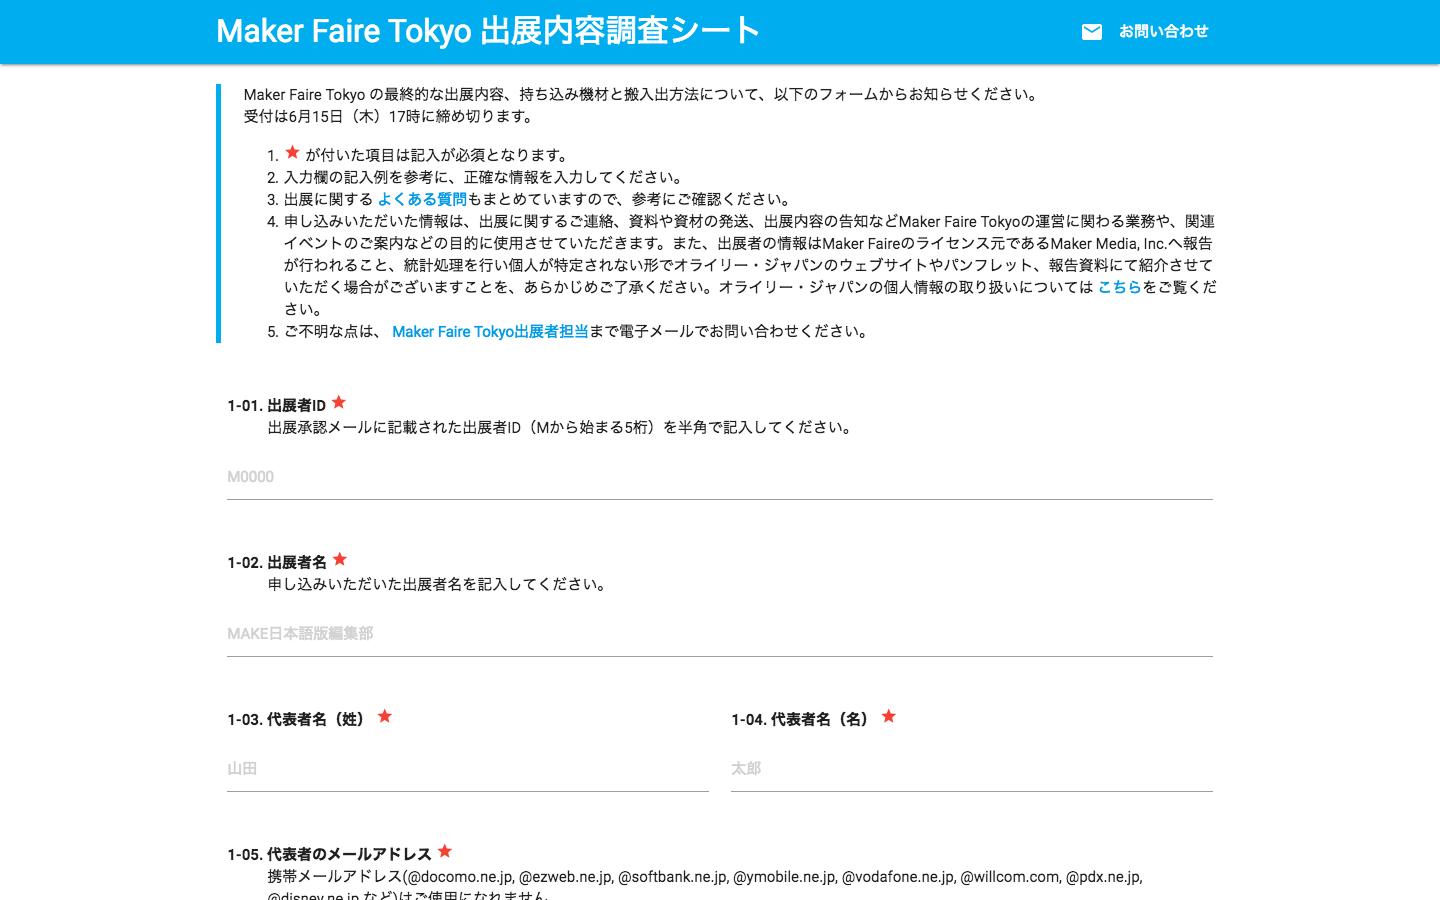 Maker Faire Tokyo 出展内容調査シート
お問い合わせ
Maker Faire Tokyo の最終的な出展内容、持ち込み機材と搬入出方法について、以下のフォームからお知らせください。
受付は6月15日（木）17時に締め切ります。
1. ★ が付いた項目は記入が必須となります。
2. 入力欄の記入例を参考に、正確な情報を入力してください。
3. 出展に関する よくある質問もまとめていますので、参考にご確認ください。
4. 申し込みいただいた情報は、出展に関するご連絡、資料や資材の発送、出展内容の告知などMaker Faire Tokyoの運営に関わる業務や、関連
イベントのご案内などの目的に使用させていただきます。また、出展者の情報はMaker Faireのライセンス元であるMaker Media, Inc.へ報告
が行われること、統計処理を行い個人が特定されない形でオライリー・ジャパンのウェブサイトやパンフレット、報告資料にて紹介させて
いただく場合がございますことを、あらかじめご了承ください。オライリー・ジャパンの個人情報の取り扱いについては こちらをご覧くだ
さい。
5. ご不明な点は、 Maker Faire Tokyo出展者担当まで電子メールでお問い合わせください。
1-01. 出展者ID ★
出展承認メールに記載された出展者ID（Mから始まる5桁）を半角で記入してください。
M0000
1-02. 出展者名 ★
申し込みいただいた出展者名を記入してください。
MAKE日本語版編集部
1-03. 代表者名（姓） ★
山田
1-04. 代表者名（名） ★
太郎
1-05. 代表者のメールアドレス ★
携帯メールアドレス(@docomo.ne.jp, @ezweb.ne.jp, @softbank.ne.jp, @ymobile.ne.jp, @vodafone.ne.jp, @willcom.com, @pdx.ne.jp,
@disney.ne.jp など)はご使用になれません